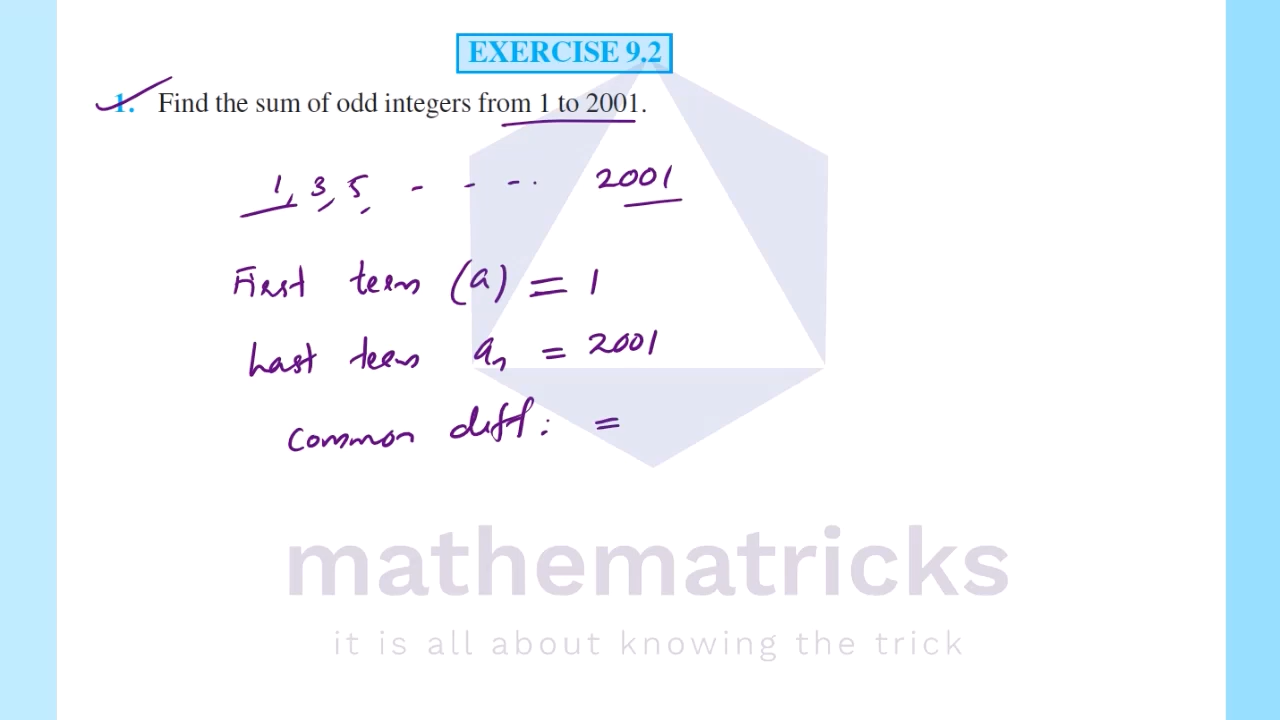 EXERCISE 9.2
1. Find the sum of odd integers from 1 to 2001.
1, 3, 5, - - - .. 2001
First term (a) = 1
Last term aₙ = 2001
Common diff: =
mathematricks
it is all about knowing the trick